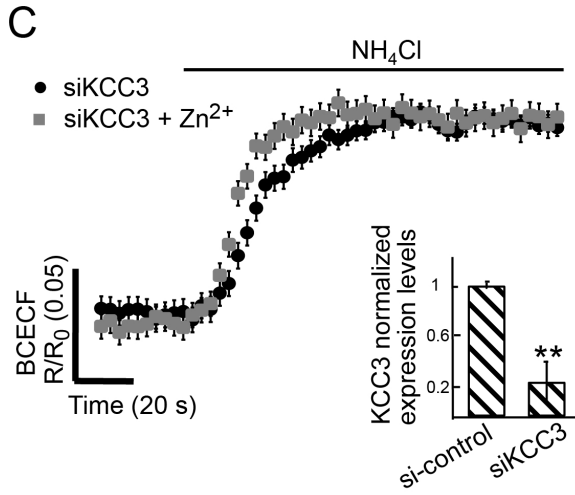 C
NH₄Cl
siKCC3
siKCC3 + Zn²⁺
BCECF
R/R₀ (0.05)
Time (20 s)
KCC3 normalized
expression levels
1
0.6
0.2
**
si-control
siKCC3